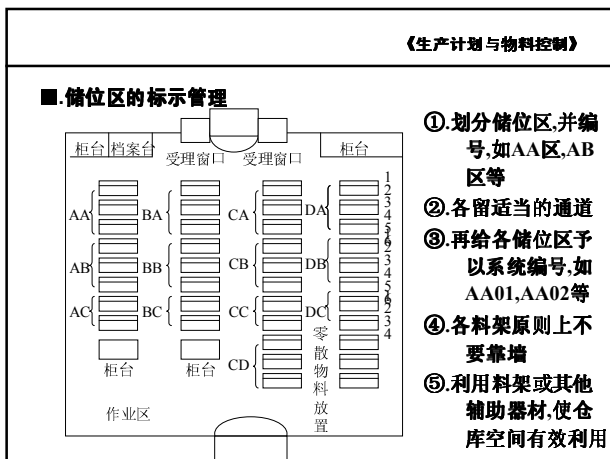 《生产计划与物料控制》
■.储位区的标示管理
柜台 档案台 受理窗口 受理窗口 柜台
AA BA CA DA
1
2
3
4
5
6
AB BB CB DB
1
2
3
4
5
6
AC BC CC DC
1
2
3
4
CD
零散物料放置
柜台 柜台
作业区
①.划分储位区,并编
号,如AA区,AB
区等
②.各留适当的通道
③.再给各储位区予
以系统编号,如
AA01,AA02等
④.各料架原则上不
要靠墙
⑤.利用料架或其他
辅助器材,使仓
库空间有效利用